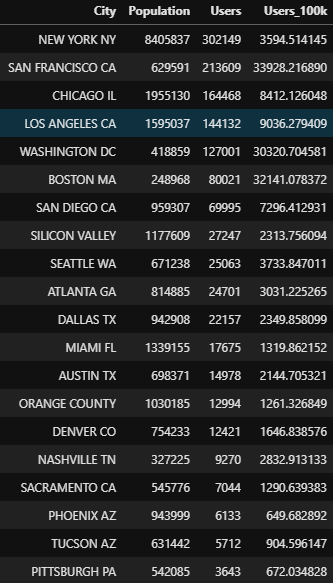 City Population Users Users_100k
NEW YORK NY 8405837 302149 3594.514145
SAN FRANCISCO CA 629591 213609 33928.216890
CHICAGO IL 1955130 164468 8412.126048
LOS ANGELES CA 1595037 144132 9036.279409
WASHINGTON DC 418859 127001 30320.704581
BOSTON MA 248968 80021 32141.078372
SAN DIEGO CA 959307 69995 7296.412931
SILICON VALLEY 1177609 27247 2313.756094
SEATTLE WA 671238 25063 3733.847011
ATLANTA GA 814885 24701 3031.225265
DALLAS TX 942908 22157 2349.858099
MIAMI FL 1339155 17675 1319.862152
AUSTIN TX 698371 14978 2144.705321
ORANGE COUNTY 1030185 12994 1261.326849
DENVER CO 754233 12421 1646.838576
NASHVILLE TN 327225 9270 2832.913133
SACRAMENTO CA 545776 7044 1290.639383
PHOENIX AZ 943999 6133 649.682892
TUCSON AZ 631442 5712 904.596147
PITTSBURGH PA 542085 3643 672.034828